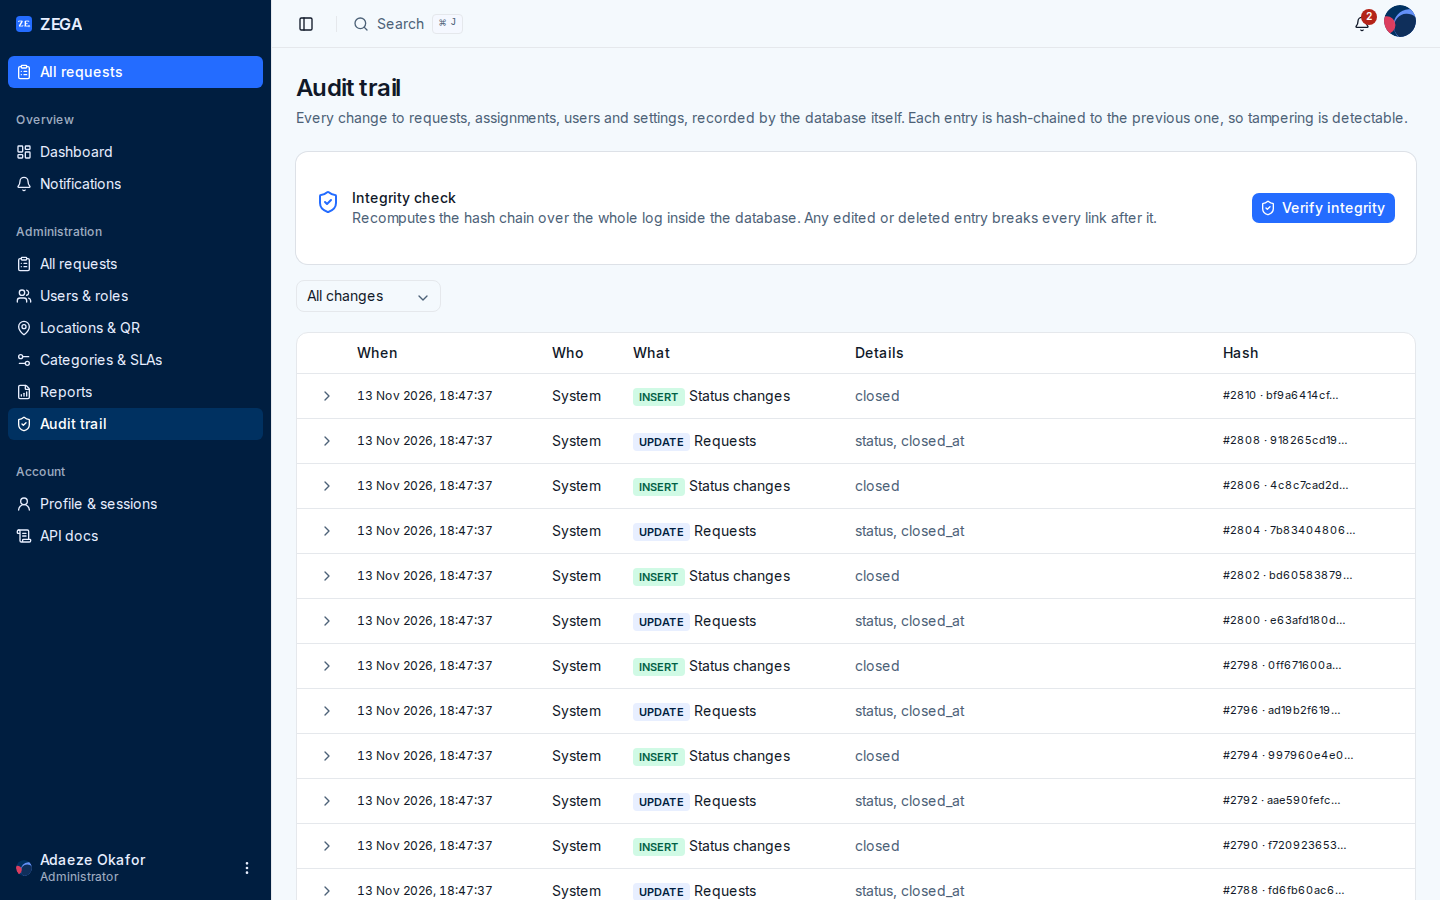 ZEGA
Search ⌘ J
2
All requests
Overview
Dashboard
Notifications
Administration
All requests
Users & roles
Locations & QR
Categories & SLAs
Reports
Audit trail
Account
Profile & sessions
API docs
Adaeze Okafor
Administrator
Audit trail
Every change to requests, assignments, users and settings, recorded by the database itself. Each entry is hash-chained to the previous one, so tampering is detectable.
Integrity check
Recomputes the hash chain over the whole log inside the database. Any edited or deleted entry breaks every link after it.
Verify integrity
All changes
When Who What Details Hash
13 Nov 2026, 18:47:37 System INSERT Status changes closed #2810 · bf9a6414cf…
13 Nov 2026, 18:47:37 System UPDATE Requests status, closed_at #2808 · 918265cd19…
13 Nov 2026, 18:47:37 System INSERT Status changes closed #2806 · 4c8c7cad2d…
13 Nov 2026, 18:47:37 System UPDATE Requests status, closed_at #2804 · 7b83404806…
13 Nov 2026, 18:47:37 System INSERT Status changes closed #2802 · bd60583879…
13 Nov 2026, 18:47:37 System UPDATE Requests status, closed_at #2800 · e63afd180d…
13 Nov 2026, 18:47:37 System INSERT Status changes closed #2798 · 0ff671600a…
13 Nov 2026, 18:47:37 System UPDATE Requests status, closed_at #2796 · ad19b2f619…
13 Nov 2026, 18:47:37 System INSERT Status changes closed #2794 · 997960e4e0…
13 Nov 2026, 18:47:37 System UPDATE Requests status, closed_at #2792 · aae590fefc…
13 Nov 2026, 18:47:37 System INSERT Status changes closed #2790 · f720923653…
13 Nov 2026, 18:47:37 System UPDATE Requests status, closed_at #2788 · fd6fb60ac6…